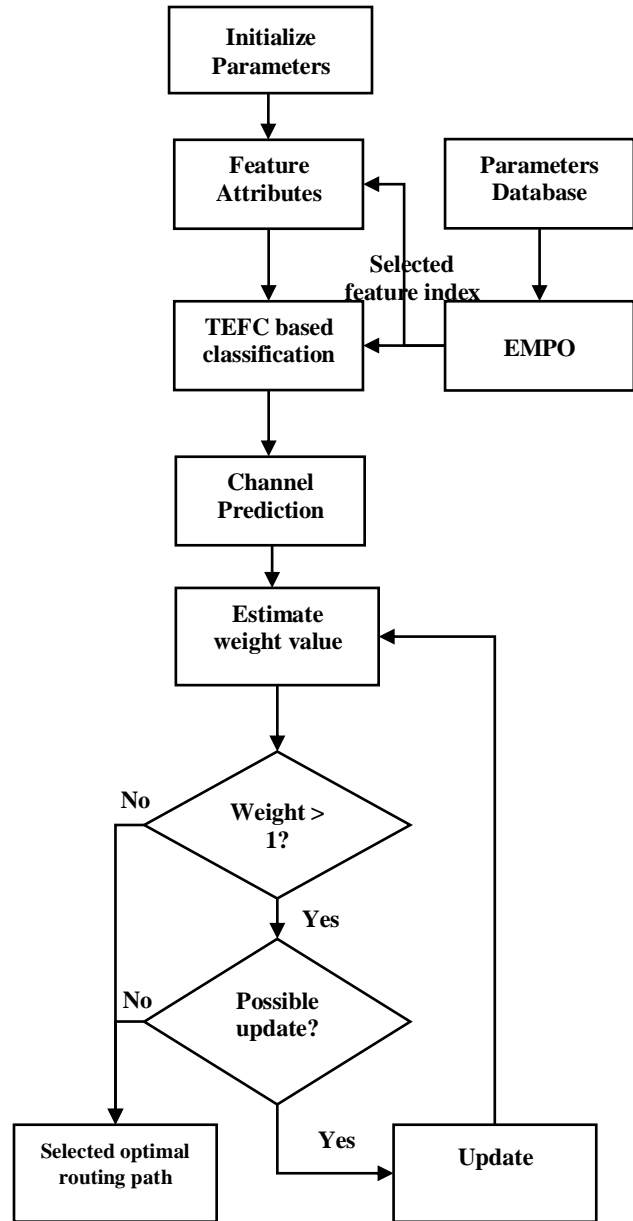 Initialize
Parameters
Feature
Attributes
Parameters
Database
Selected
feature index
TEFC based
classification
EMPO
Channel
Prediction
Estimate
weight value
No
Weight >
1?
Yes
No
Possible
update?
Yes
Selected optimal
routing path
Update